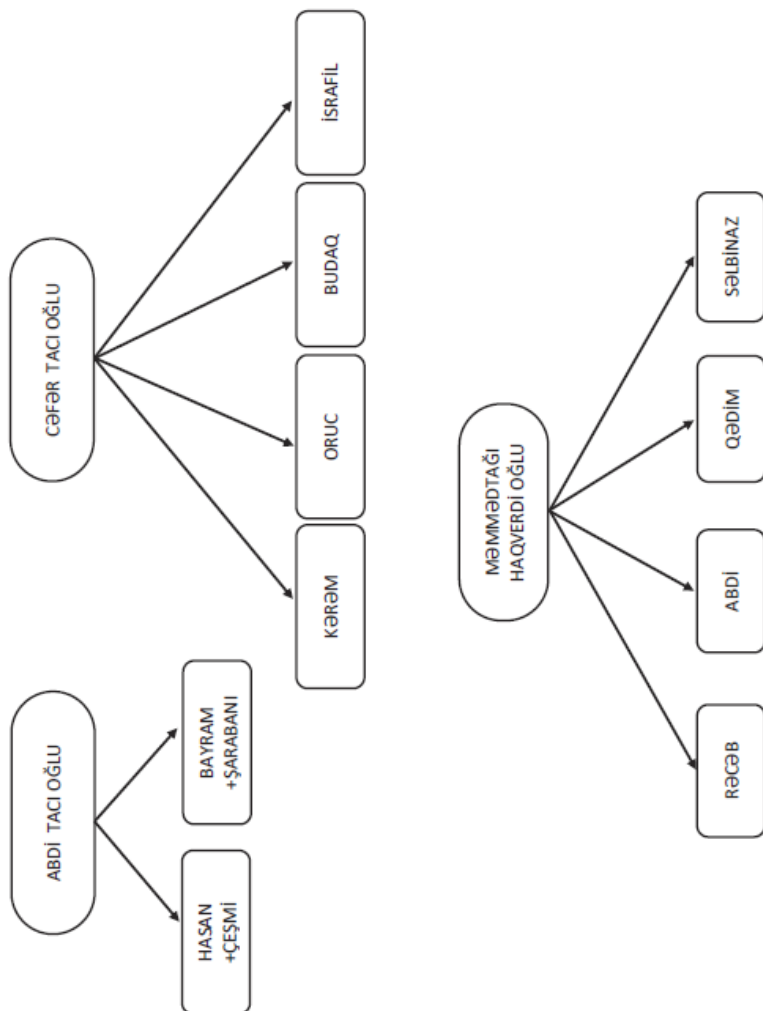 ABDİ TACI OĞLU
CƏFƏR TACI OĞLU
HASAN
+ÇEŞMİ
BAYRAM
+ŞARABANI
KƏRƏM
ORUC
BUDAQ
İSRAFİL
MƏMMƏDTAĞI
HAQVERDİ OĞLU
RƏCƏB
ABDİ
QƏDİM
SƏLBİNAZ